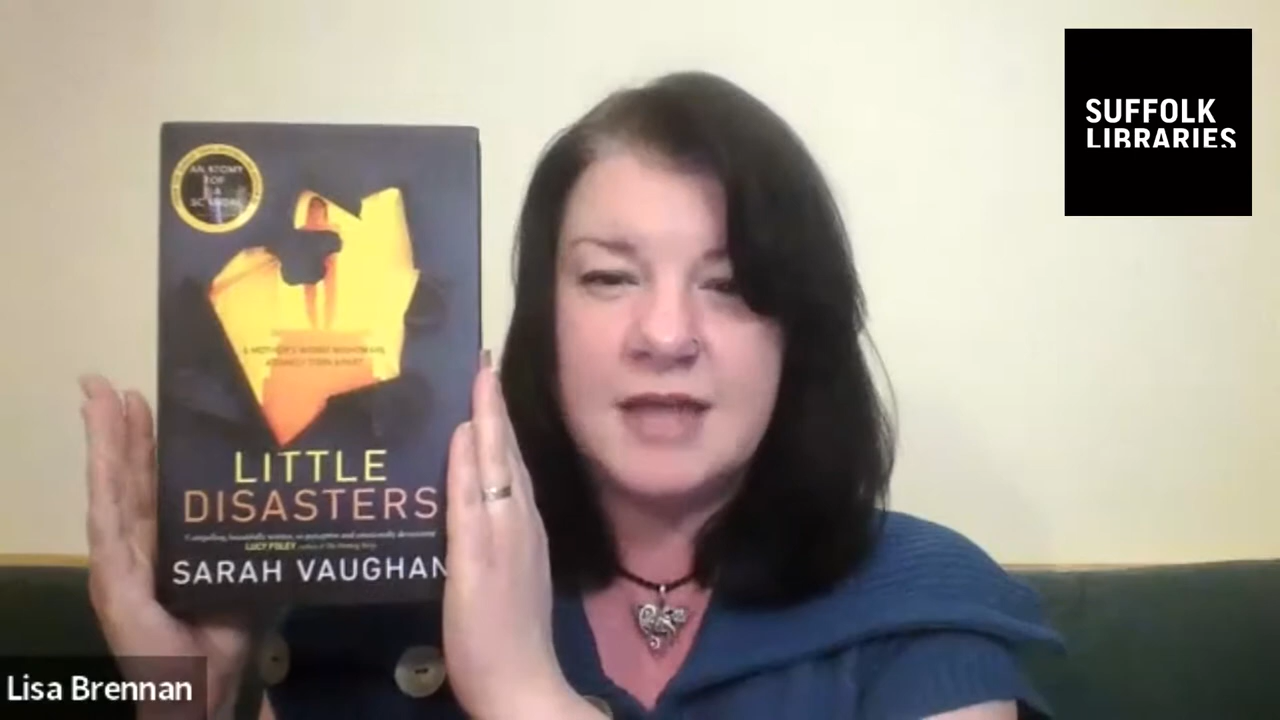 SUFFOLK
LIBRARIES
LITTLE
DISASTERS
LUCY FOLEY
SARAH VAUGHAN
Lisa Brennan